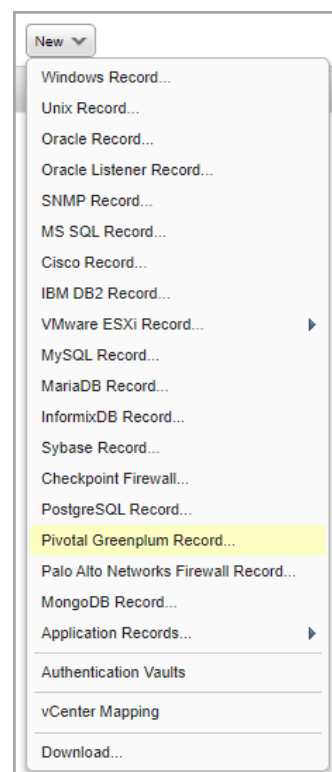 New
Windows Record...
Unix Record...
Oracle Record...
Oracle Listener Record...
SNMP Record...
MS SQL Record...
Cisco Record...
IBM DB2 Record...
VMware ESXi Record...
MySQL Record...
MariaDB Record...
InformixDB Record...
Sybase Record...
Checkpoint Firewall...
PostgreSQL Record...
Pivotal Greenplum Record...
Palo Alto Networks Firewall Record...
MongoDB Record...
Application Records...
Authentication Vaults
vCenter Mapping
Download...